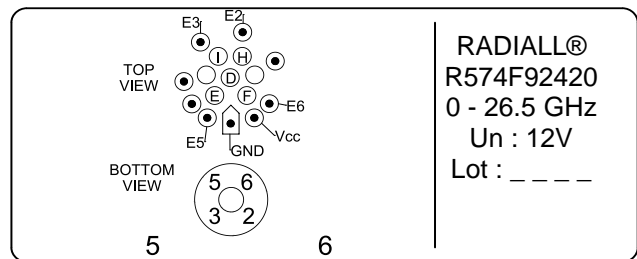 E3
E2
I
H
D
TOP
VIEW
E
F
E6
E5
Vcc
GND
BOTTOM
VIEW
5 6
3 2
5
6
RADIALL®
R574F92420
0 - 26.5 GHz
Un : 12V
Lot : _ _ _ _